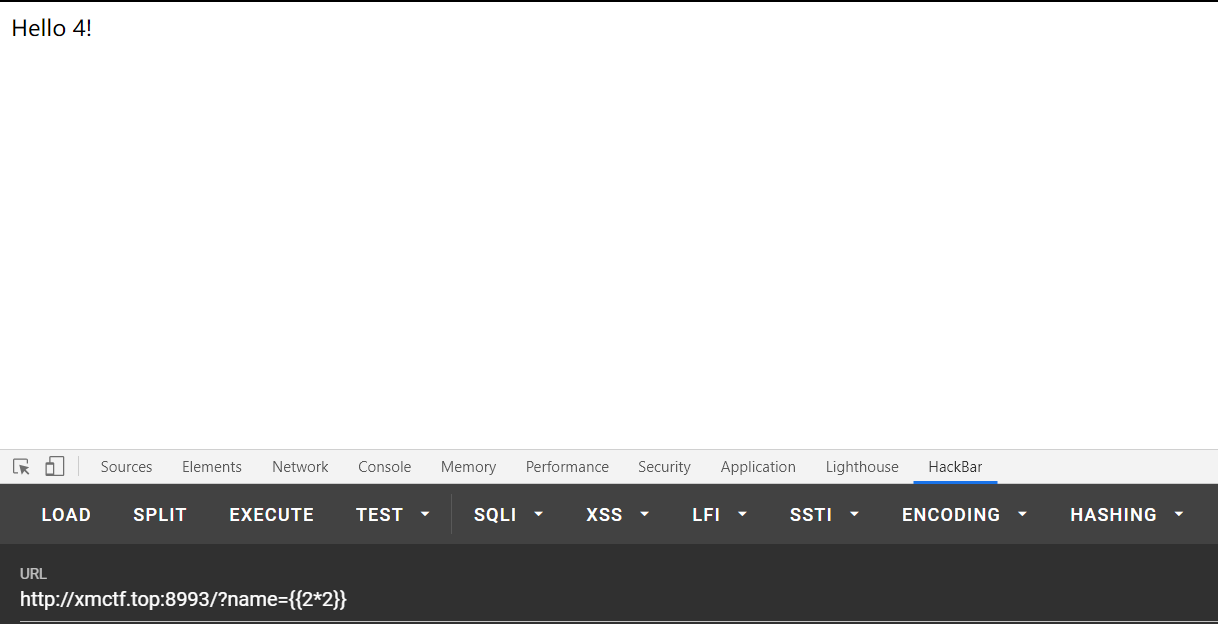 Hello 4!
Sources Elements Network Console Memory Performance Security Application Lighthouse HackBar
LOAD SPLIT EXECUTE TEST SQLI XSS LFI SSTI ENCODING HASHING
URL
http://xmctf.top:8993/?name={{2*2}}